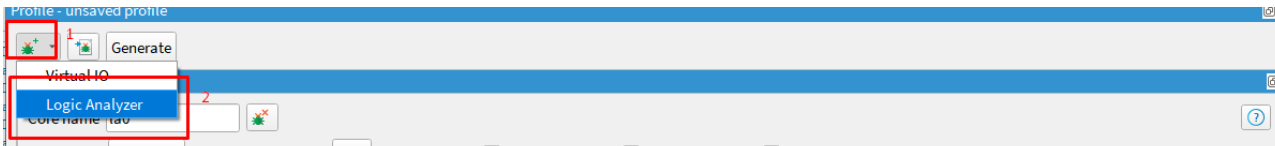 Profile - unsaved profile
1
Generate
Virtual IO
Logic Analyzer
2
Core name la0